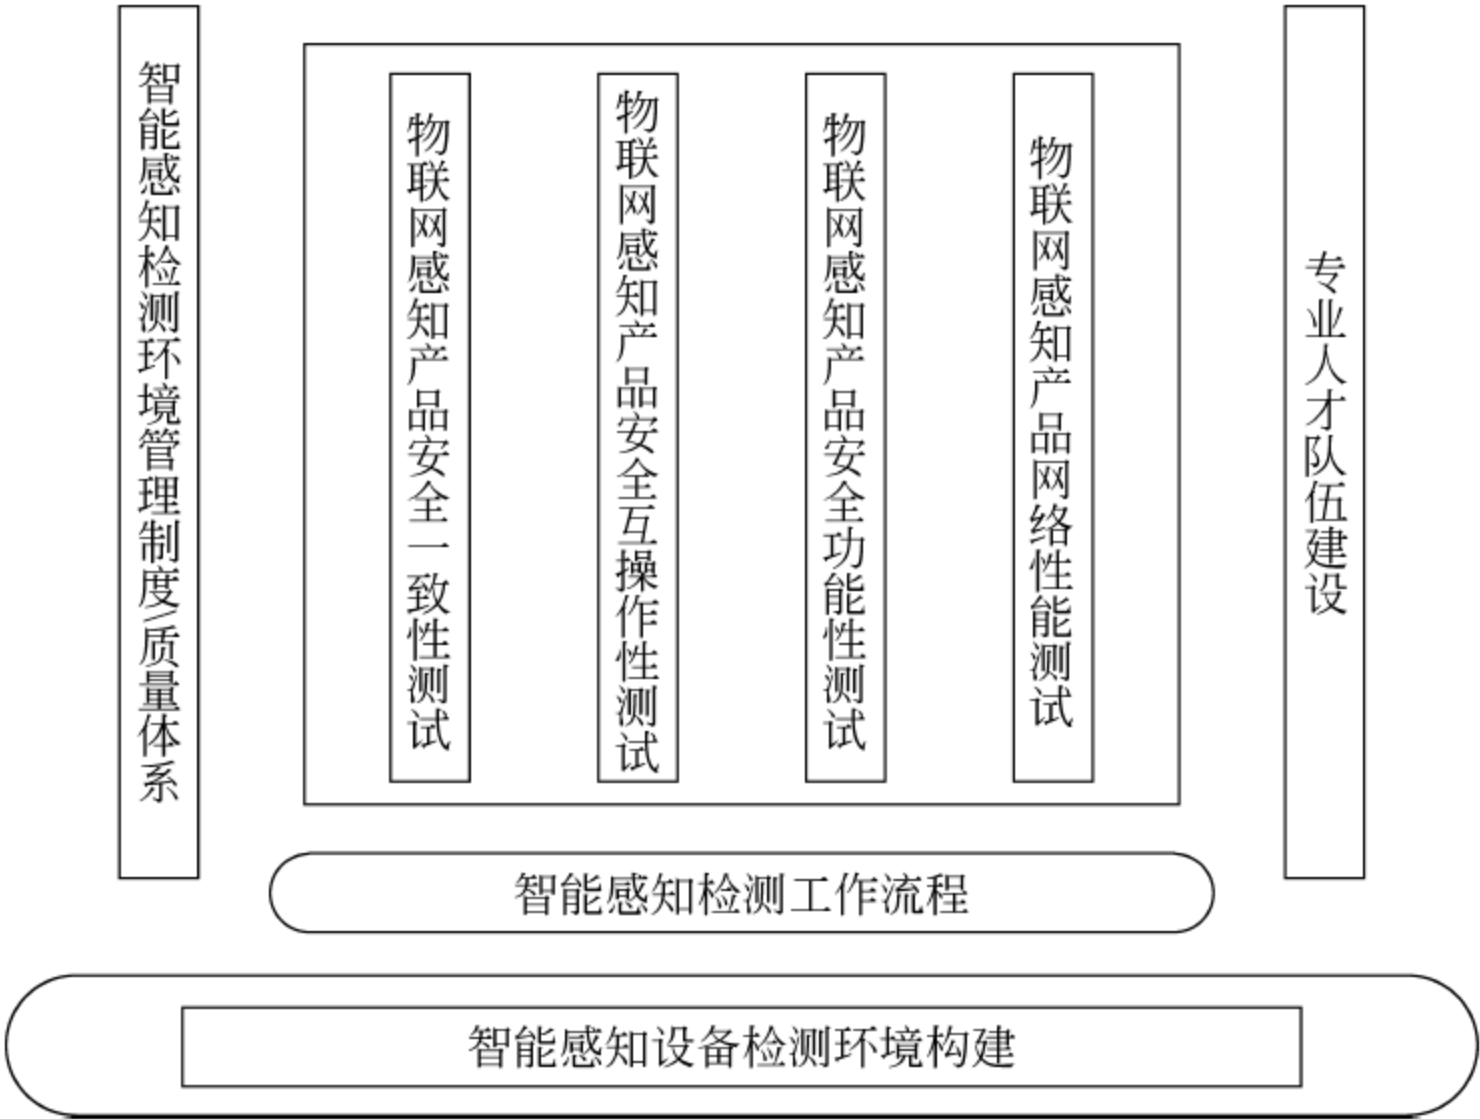 智能感知检测环境管理制度\质量体系
物联网感知产品安全一致性测试
物联网感知产品安全互操作性测试
物联网感知产品安全功能性测试
物联网感知产品网络性能测试
专业人才队伍建设
智能感知检测工作流程
智能感知设备检测环境构建